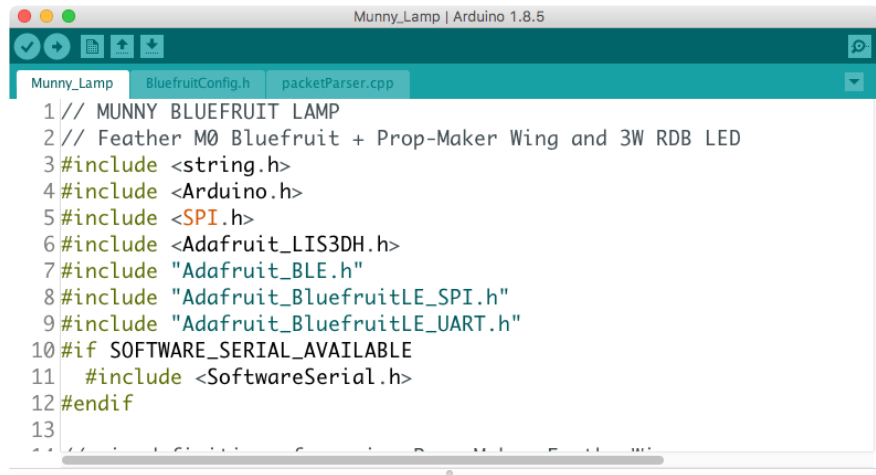 Munny_Lamp | Arduino 1.8.5
Munny_Lamp BluefruitConfig.h packetParser.cpp
1 // MUNNY BLUEFRUIT LAMP
2 // Feather M0 Bluefruit + Prop-Maker Wing and 3W RDB LED
3 #include <string.h>
4 #include <Arduino.h>
5 #include <SPI.h>
6 #include <Adafruit_LIS3DH.h>
7 #include "Adafruit_BLE.h"
8 #include "Adafruit_BluefruitLE_SPI.h"
9 #include "Adafruit_BluefruitLE_UART.h"
10 #if SOFTWARE_SERIAL_AVAILABLE
11   #include <SoftwareSerial.h>
12 #endif
13